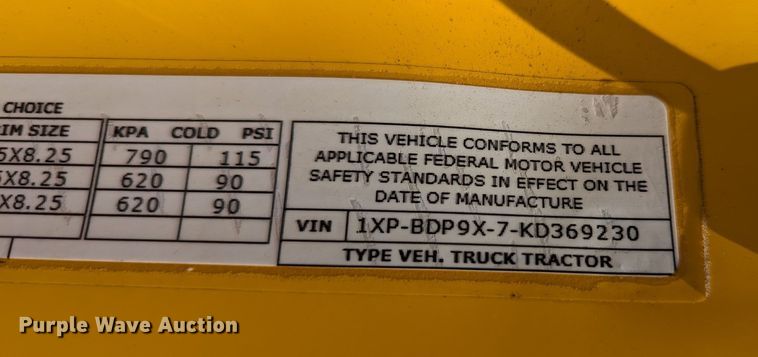 CHOICE
IM SIZE
KPA COLD PSI
5X8.25 790 115
5X8.25 620 90
X8.25 620 90
THIS VEHICLE CONFORMS TO ALL
APPLICABLE FEDERAL MOTOR VEHICLE
SAFETY STANDARDS IN EFFECT ON THE
DATE OF MANUFACTURE
VIN 1XP-BDP9X-7-KD369230
TYPE VEH. TRUCK TRACTOR
Purple Wave Auction